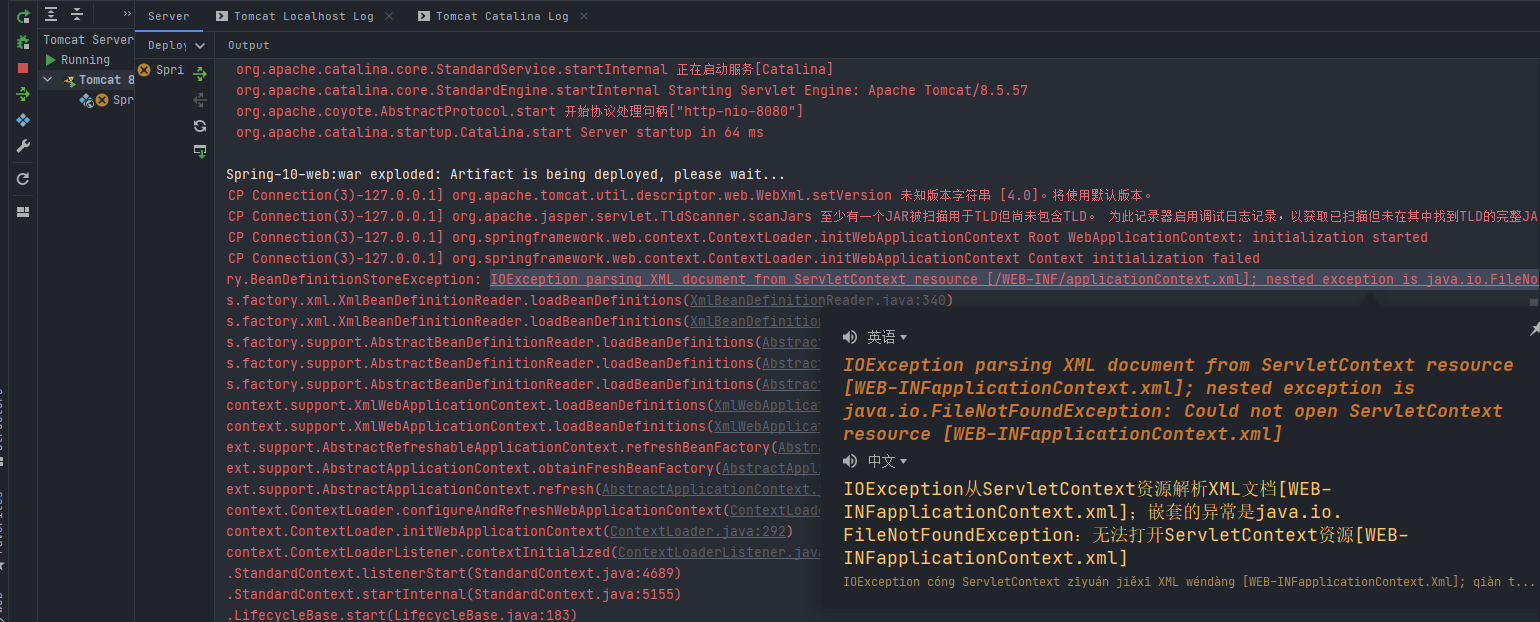 Server
Tomcat Localhost Log
Tomcat Catalina Log
Tomcat Server
Running
Tomcat 8
Spr
Deploy
Output
Spri
org.apache.catalina.core.StandardService.startInternal 正在启动服务[Catalina]
org.apache.catalina.core.StandardEngine.startInternal Starting Servlet Engine: Apache Tomcat/8.5.57
org.apache.coyote.AbstractProtocol.start 开始协议处理句柄["http-nio-8080"]
org.apache.catalina.startup.Catalina.start Server startup in 64 ms
Spring-10-web:war exploded: Artifact is being deployed, please wait...
CP Connection(3)-127.0.0.1] org.apache.tomcat.util.descriptor.web.WebXml.setVersion 未知版本字符串 [4.0]。将使用默认版本。
CP Connection(3)-127.0.0.1] org.apache.jasper.servlet.TldScanner.scanJars 至少有一个JAR被扫描用于TLD但尚未包含TLD。 为此记录器启用调试日志记录，以获取已扫描但未在其中找到TLD的完整JA
CP Connection(3)-127.0.0.1] org.springframework.web.context.ContextLoader.initWebApplicationContext Root WebApplicationContext: initialization started
CP Connection(3)-127.0.0.1] org.springframework.web.context.ContextLoader.initWebApplicationContext Context initialization failed
ry.BeanDefinitionStoreException: IOException parsing XML document from ServletContext resource [/WEB-INF/applicationContext.xml]; nested exception is java.io.FileNo
s.factory.xml.XmlBeanDefinitionReader.loadBeanDefinitions(XmlBeanDefinitionReader.java:340)
s.factory.xml.XmlBeanDefinitionReader.loadBeanDefinitions(XmlBeanDefinition
s.factory.support.AbstractBeanDefinitionReader.loadBeanDefinitions(Abstrac
s.factory.support.AbstractBeanDefinitionReader.loadBeanDefinitions(Abstrac
s.factory.support.AbstractBeanDefinitionReader.loadBeanDefinitions(Abstrac
context.support.XmlWebApplicationContext.loadBeanDefinitions(XmlWebApplicat
context.support.XmlWebApplicationContext.loadBeanDefinitions(XmlWebApplicat
ext.support.AbstractRefreshableApplicationContext.refreshBeanFactory(Abstr
ext.support.AbstractApplicationContext.obtainFreshBeanFactory(AbstractAppl
ext.support.AbstractApplicationContext.refresh(AbstractApplicationContext.
context.ContextLoader.configureAndRefreshWebApplicationContext(ContextLoade
context.ContextLoader.initWebApplicationContext(ContextLoader.java:292)
context.ContextLoaderListener.contextInitialized(ContextLoaderListener.java
.StandardContext.listenerStart(StandardContext.java:4689)
.StandardContext.startInternal(StandardContext.java:5155)
.LifecycleBase.start(LifecycleBase.java:183)
英语
IOException parsing XML document from ServletContext resource
[WEB-INFapplicationContext.xml]; nested exception is
java.io.FileNotFoundException: Could not open ServletContext
resource [WEB-INFapplicationContext.xml]
中文
IOException从ServletContext资源解析XML文档[WEB-
INFapplicationContext.xml]；嵌套的异常是java.io.
FileNotFoundException：无法打开ServletContext资源[WEB-
INFapplicationContext.xml]
IOException cóng ServletContext zīyuán jiěxī XML wéndàng [WEB-INFapplicationContext.Xml]; qiàn t...